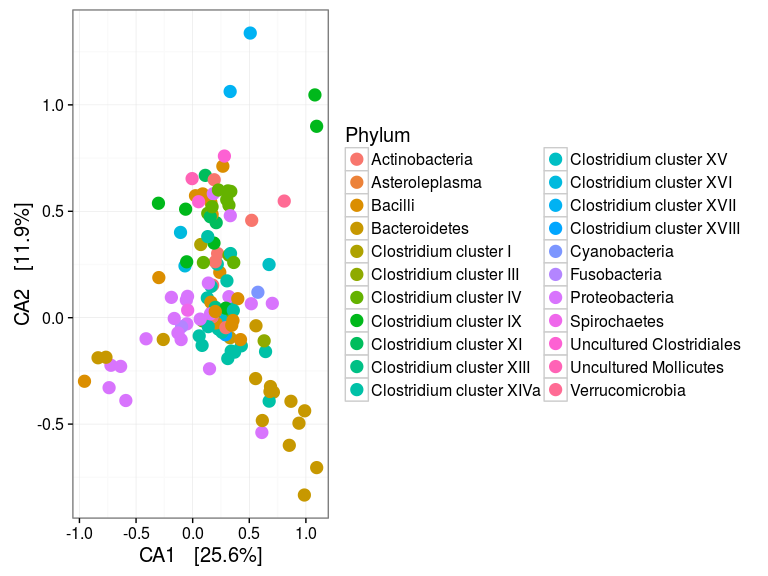 1.0
0.5
0.0
-0.5
-1.0
-0.5
0.0
0.5
1.0
CA1 [25.6%]
CA2 [11.9%]
Phylum
Actinobacteria
Asteroleplasma
Bacilli
Bacteroidetes
Clostridium cluster I
Clostridium cluster III
Clostridium cluster IV
Clostridium cluster IX
Clostridium cluster XI
Clostridium cluster XIII
Clostridium cluster XIVa
Clostridium cluster XV
Clostridium cluster XVI
Clostridium cluster XVII
Clostridium cluster XVIII
Cyanobacteria
Fusobacteria
Proteobacteria
Spirochaetes
Uncultured Clostridiales
Uncultured Mollicutes
Verrucomicrobia